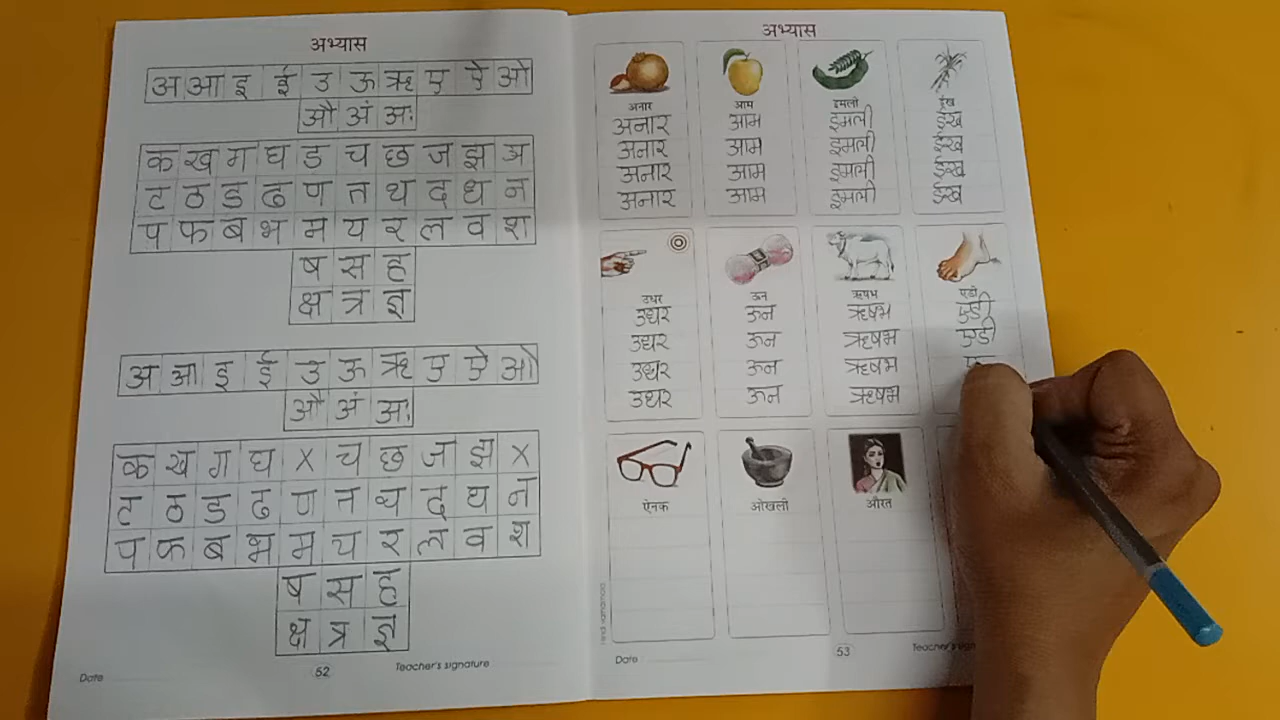 अभ्यास
अ आ इ ई उ ऊ ऋ ए ऐ ओ
औ अं अः
क ख ग घ ड च छ ज झ ञ
ट ठ ड ढ ण त थ द ध न
प फ ब भ म य र ल व श
ष स ह
क्ष त्र ज्ञ
अ आ इ ई उ ऊ ऋ ए ऐ ओ
औ अं अः
क ख ग घ X च छ ज झ X
ट ठ ड ढ ण त थ द ध न
प फ ब भ म य र ल व श
ष स ह
क्ष त्र ज्ञ
Date
52
Teacher's signature
अभ्यास
अनार आम इमली ईख
अनार आम इमली ईख
अनार आम इमली ईख
अनार आम इमली ईख
अनार आम इमली ईख
उधर ऊन ऋषभ एडी
उधर ऊन ऋषभ एडी
उधर ऊन ऋषभ एडी
उधर ऊन ऋषभ ए
उधर ऊन ऋषभ
ऐनक ओखली औरत
Date
53
Teacher's sign